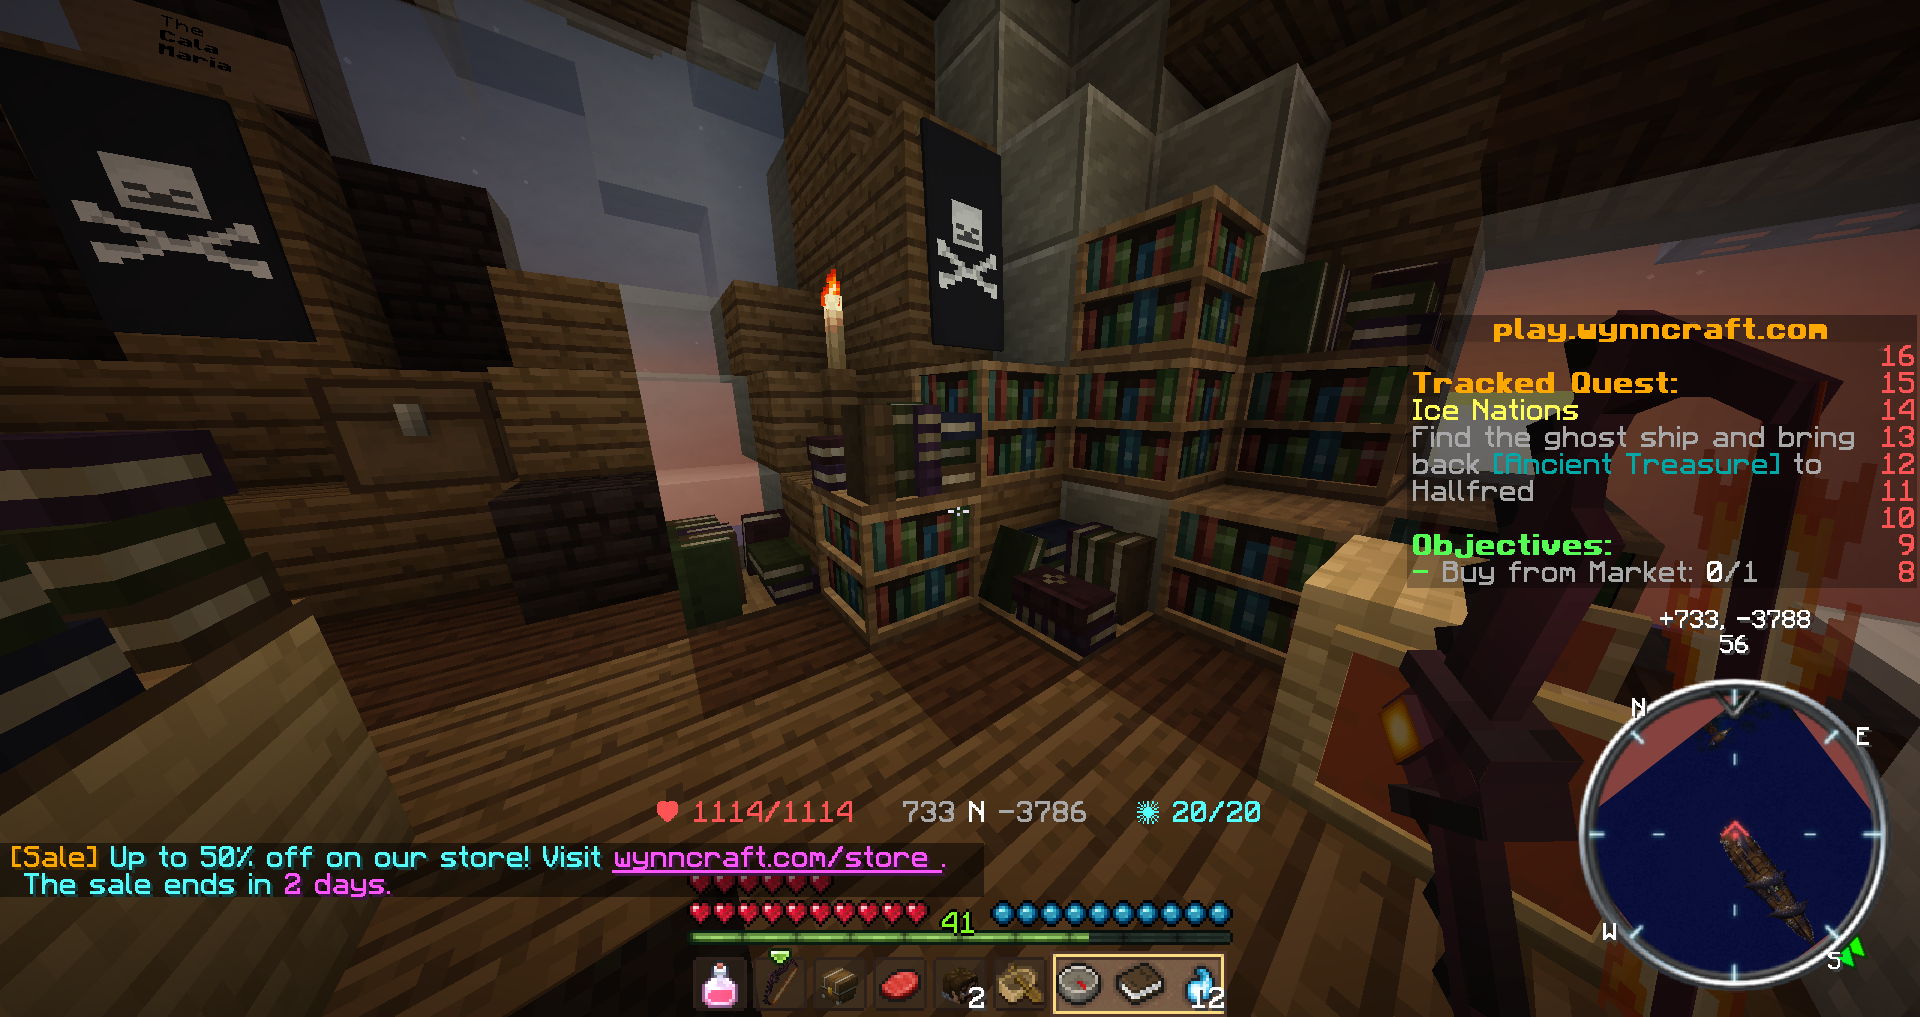 The
Cala
Maria
play.wynncraft.com
16
Tracked Quest: 15
Ice Nations 14
Find the ghost ship and bring 13
back [Ancient Treasure] to 12
Hallfred 11
10
Objectives: 9
- Buy from Market: 0/1 8
+733, -3788
56
N
E
W
S
1114/1114 733 N -3786 20/20
[Sale] Up to 50% off on our store! Visit wynncraft.com/store .
The sale ends in 2 days.
41
2
12